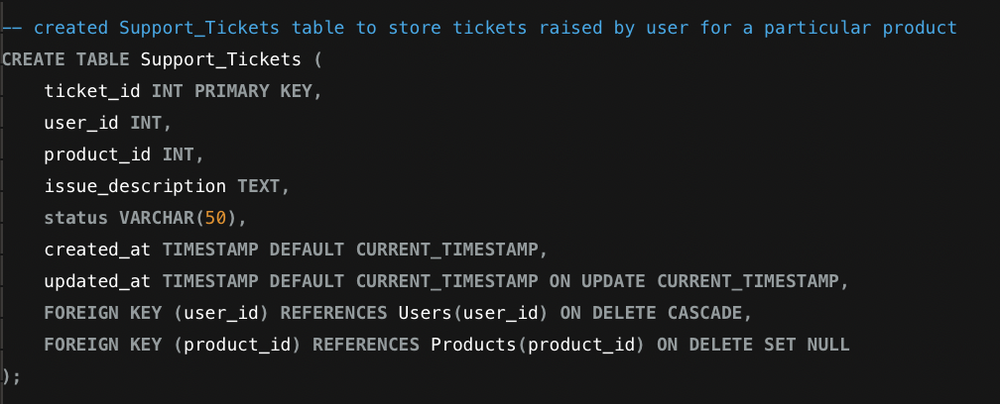 -- created Support_Tickets table to store tickets raised by user for a particular product
CREATE TABLE Support_Tickets (
    ticket_id INT PRIMARY KEY,
    user_id INT,
    product_id INT,
    issue_description TEXT,
    status VARCHAR(50),
    created_at TIMESTAMP DEFAULT CURRENT_TIMESTAMP,
    updated_at TIMESTAMP DEFAULT CURRENT_TIMESTAMP ON UPDATE CURRENT_TIMESTAMP,
    FOREIGN KEY (user_id) REFERENCES Users(user_id) ON DELETE CASCADE,
    FOREIGN KEY (product_id) REFERENCES Products(product_id) ON DELETE SET NULL
);